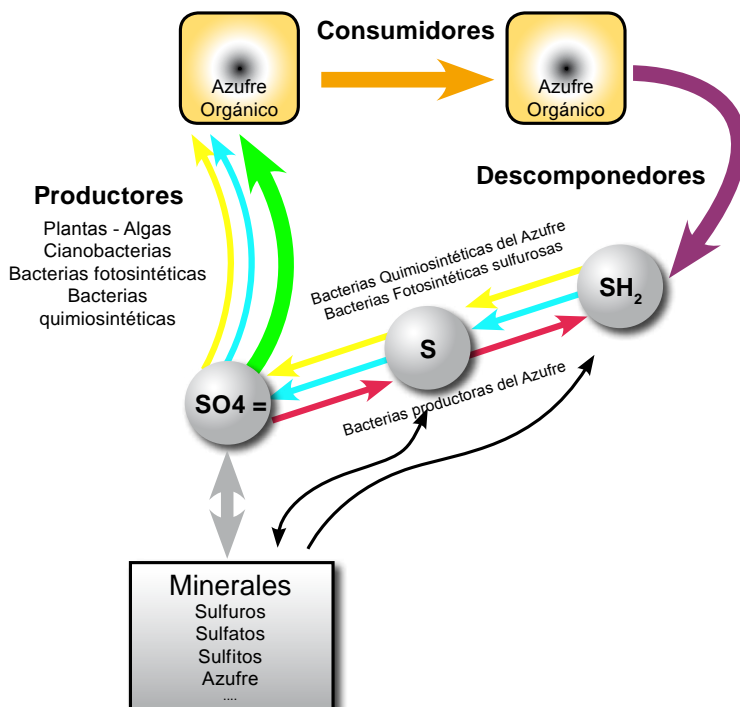 Consumidores
Azufre
Orgánico
Azufre
Orgánico
Productores
Plantas - Algas
Cianobacterias
Bacterias fotosintéticas
Bacterias
quimiosintéticas
Descomponedores
Bacterias Quimiosintéticas del Azufre
Bacterias Fotosintéticas sulfurosas
SH2
S
SO4 =
Bacterias productoras del Azufre
Minerales
Sulfuros
Sulfatos
Sulfitos
Azufre
....